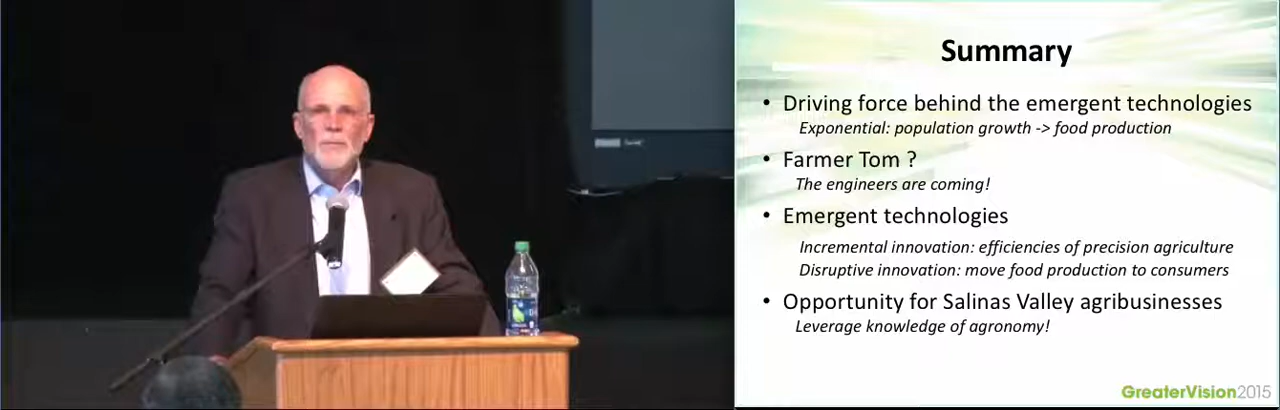 Summary
• Driving force behind the emergent technologies
Exponential: population growth -> food production
• Farmer Tom ?
The engineers are coming!
• Emergent technologies
Incremental innovation: efficiencies of precision agriculture
Disruptive innovation: move food production to consumers
• Opportunity for Salinas Valley agribusinesses
Leverage knowledge of agronomy!
GreaterVision2015